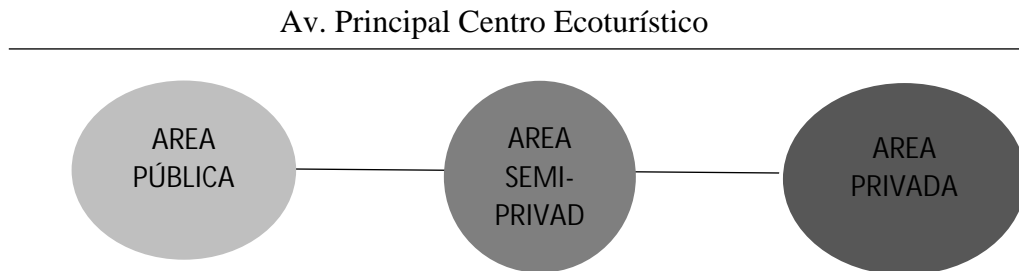 Av. Principal Centro Ecoturístico
AREA
PÚBLICA
AREA
SEMI-
PRIVAD
AREA
PRIVADA